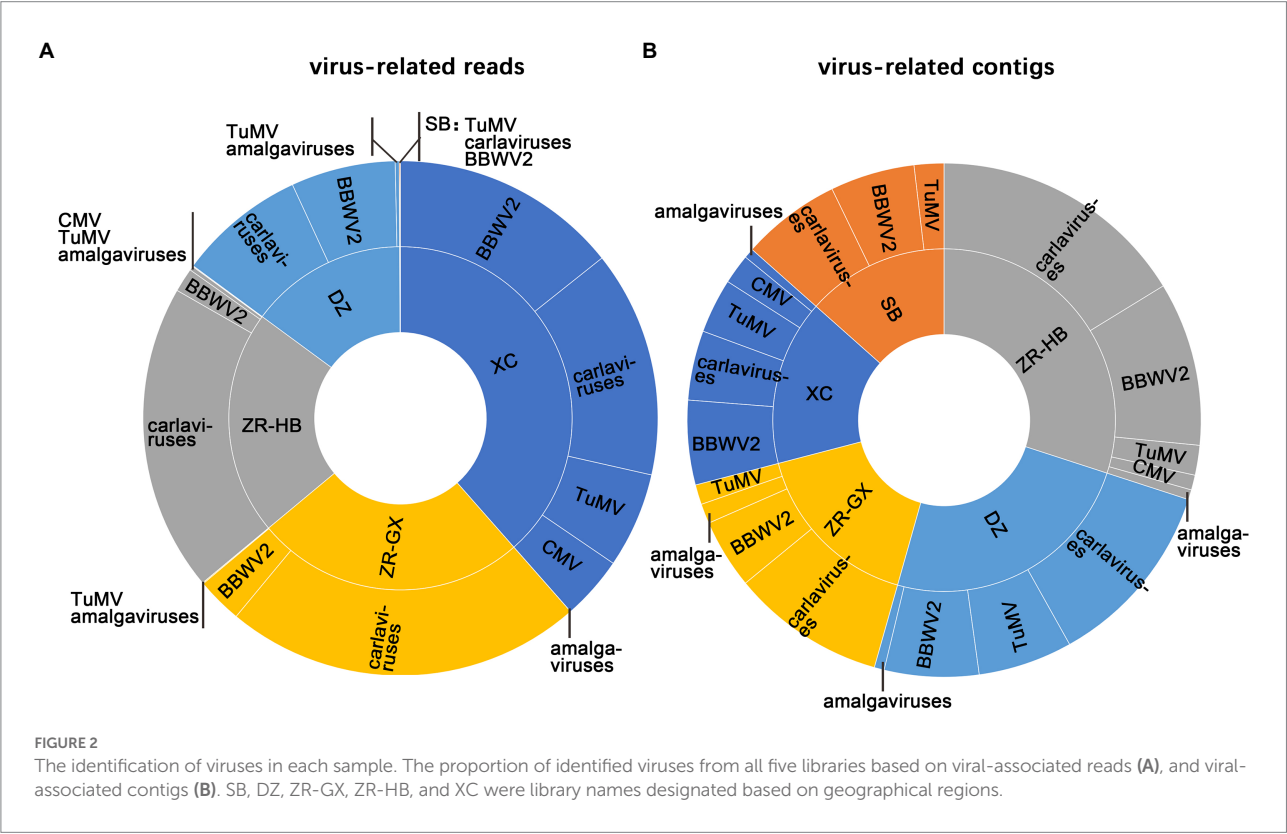 A
B
virus-related reads
virus-related contigs
TuMV
amalgaviruses
SB: TuMV
carlaviruses
BBWV2
CMV
TuMV
amalgaviruses
BBWV2
carlavi-
ruses
TuMV
CMV
amalga-
viruses
XC
carlavi-
ruses
BBWV2
ZR-GX
TuMV
amalgaviruses
carlavi-
ruses
BBWV2
ZR-HB
carlavi-
ruses
BBWV2
DZ
amalgaviruses
carlavirus-
es
BBWV2
TuMV
SB
carlavirus-
es
BBWV2
TuMV
CMV
amalga-
viruses
ZR-HB
carlavirus-
es
TuMV
BBWV2
amalgaviruses
DZ
carlavirus-
es
BBWV2
amalga-
viruses
TuMV
ZR-GX
BBWV2
carlavirus-
es
TuMV
CMV
XC
FIGURE 2
The identification of viruses in each sample. The proportion of identified viruses from all five libraries based on viral-associated reads (A), and viral-
associated contigs (B). SB, DZ, ZR-GX, ZR-HB, and XC were library names designated based on geographical regions.